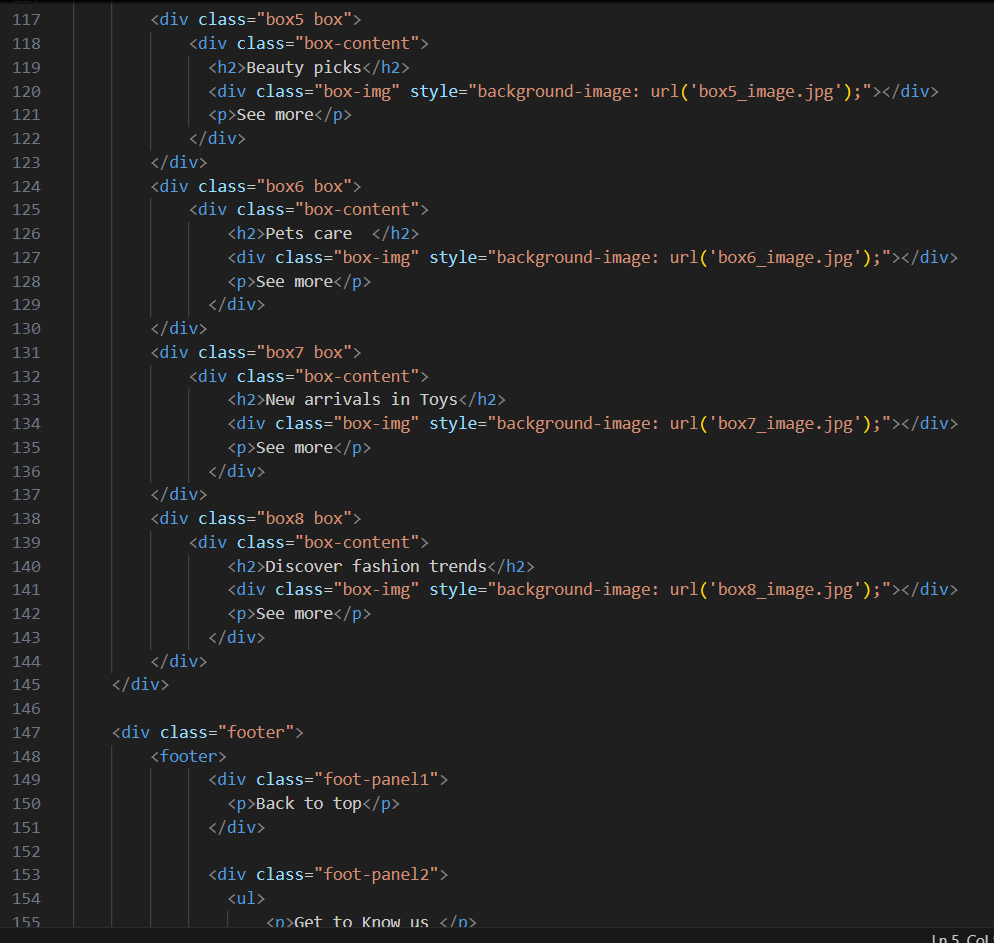 117 <div class="box5 box">
118 <div class="box-content">
119 <h2>Beauty picks</h2>
120 <div class="box-img" style="background-image: url('box5_image.jpg');"></div>
121 <p>See more</p>
122 </div>
123 </div>
124 <div class="box6 box">
125 <div class="box-content">
126 <h2>Pets care  </h2>
127 <div class="box-img" style="background-image: url('box6_image.jpg');"></div>
128 <p>See more</p>
129 </div>
130 </div>
131 <div class="box7 box">
132 <div class="box-content">
133 <h2>New arrivals in Toys</h2>
134 <div class="box-img" style="background-image: url('box7_image.jpg');"></div>
135 <p>See more</p>
136 </div>
137 </div>
138 <div class="box8 box">
139 <div class="box-content">
140 <h2>Discover fashion trends</h2>
141 <div class="box-img" style="background-image: url('box8_image.jpg');"></div>
142 <p>See more</p>
143 </div>
144 </div>
145 </div>
146
147 <div class="footer">
148 <footer>
149 <div class="foot-panel1">
150 <p>Back to top</p>
151 </div>
152
153 <div class="foot-panel2">
154 <ul>
155 <p>Get to Know us </p>
Ln 5, Col